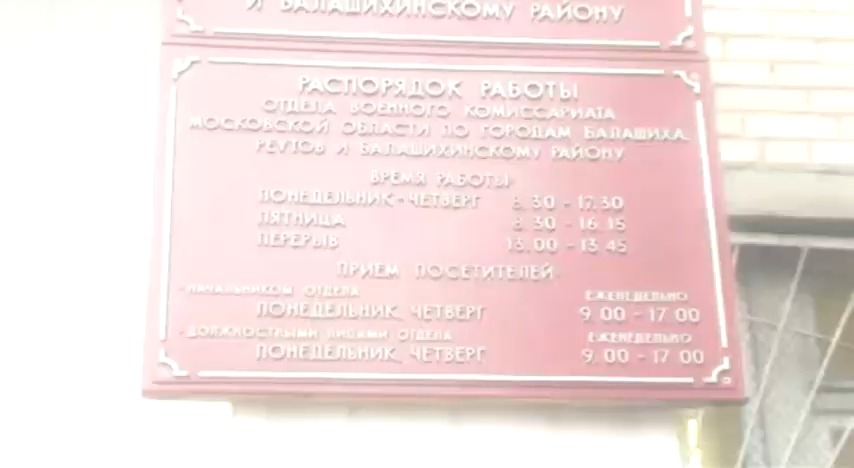 И БАЛАШИХИНСКОМУ РАЙОНУ
РАСПОРЯДОК РАБОТЫ
ОТДЕЛА ВОЕННОГО КОМИССАРИАТА
МОСКОВСКОЙ ОБЛАСТИ ПО ГОРОДАМ БАЛАШИХА,
РЕУТОВ И БАЛАШИХИНСКОМУ РАЙОНУ
ВРЕМЯ РАБОТЫ:
ПОНЕДЕЛЬНИК - ЧЕТВЕРГ 8.30 - 17.30
ПЯТНИЦА 8.30 - 16.15
ПЕРЕРЫВ 13.00 - 13.45
ПРИЕМ ПОСЕТИТЕЛЕЙ:
- НАЧАЛЬНИКОМ ОТДЕЛА ЕЖЕНЕДЕЛЬНО
ПОНЕДЕЛЬНИК, ЧЕТВЕРГ 9.00 - 17.00
- ДОЛЖНОСТНЫМИ ЛИЦАМИ ОТДЕЛА ЕЖЕНЕДЕЛЬНО
ПОНЕДЕЛЬНИК, ЧЕТВЕРГ 9.00 - 17.00